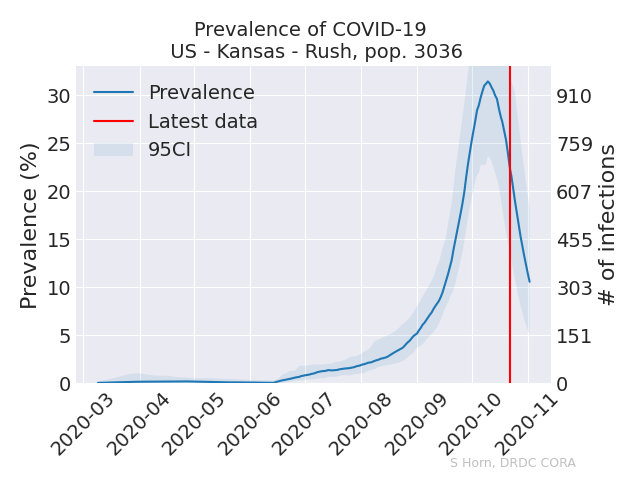 Prevalence of COVID-19
US - Kansas - Rush, pop. 3036
Prevalence
Latest data
95CI
Prevalence (%)
30
25
20
15
10
5
0
910
759
607
455
303
151
0
# of infections
2020-03
2020-04
2020-05
2020-06
2020-07
2020-08
2020-09
2020-10
2020-11
S Horn, DRDC CORA